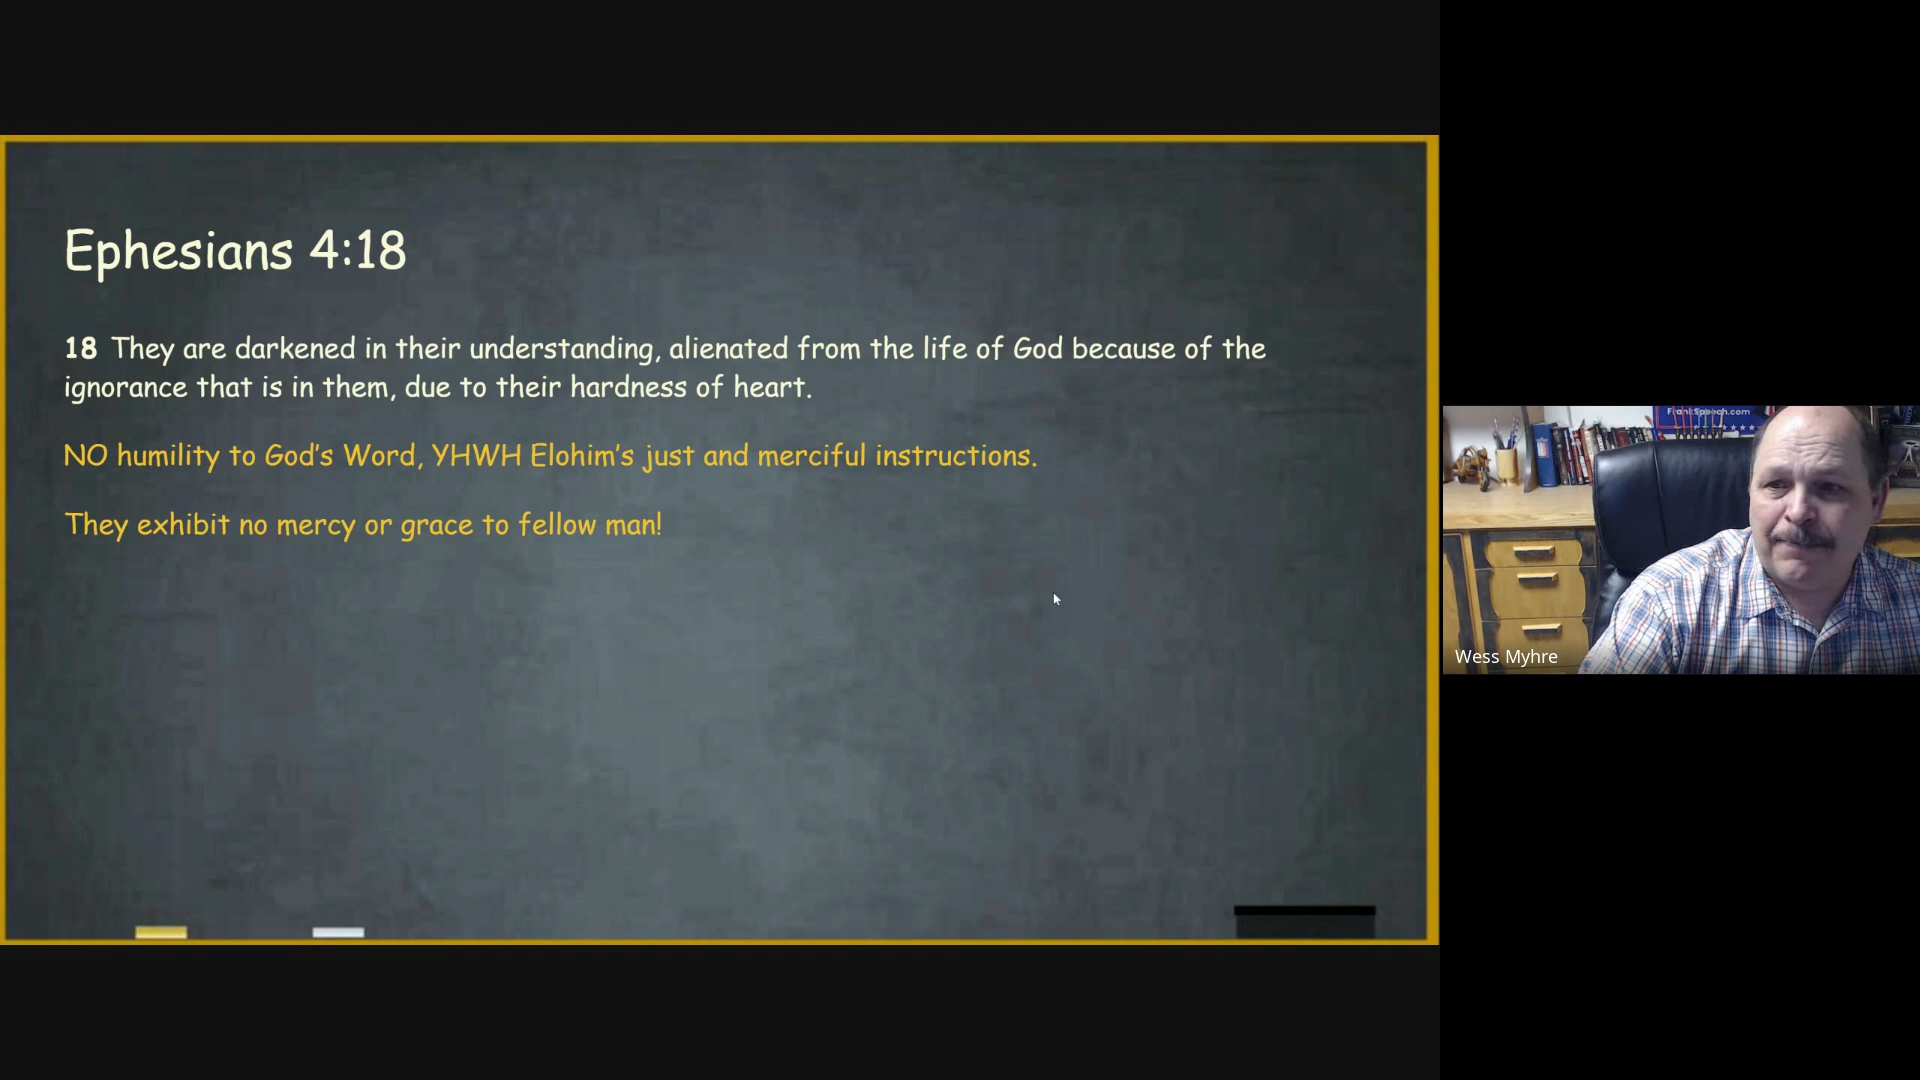 Ephesians 4:18
18 They are darkened in their understanding, alienated from the life of God because of the
ignorance that is in them, due to their hardness of heart.
NO humility to God's Word, YHWH Elohim's just and merciful instructions.
They exhibit no mercy or grace to fellow man!
FrankSpeech.com
Wess Myhre